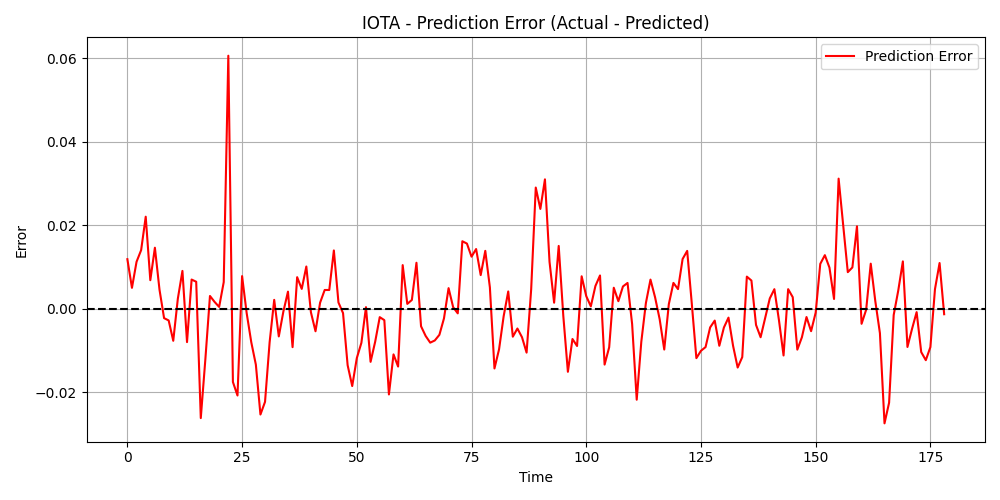 IOTA - Prediction Error (Actual - Predicted)
Prediction Error
0.06
0.04
0.02
0.00
−0.02
Error
0 25 50 75 100 125 150 175
Time